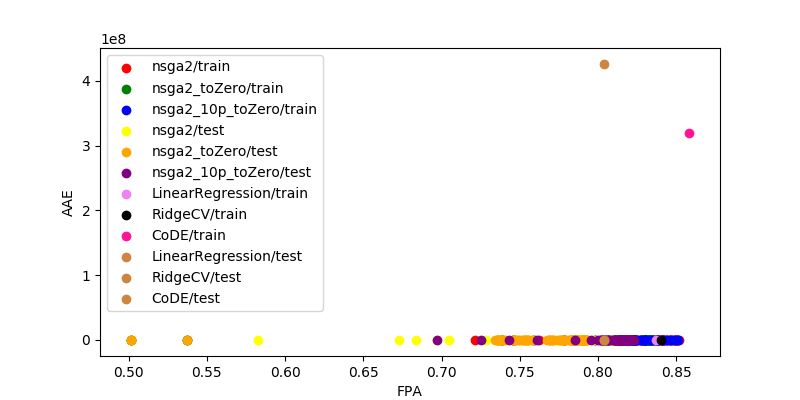 1e8
4
3
2
1
0
AAE
nsga2/train
nsga2_toZero/train
nsga2_10p_toZero/train
nsga2/test
nsga2_toZero/test
nsga2_10p_toZero/test
LinearRegression/train
RidgeCV/train
CoDE/train
LinearRegression/test
RidgeCV/test
CoDE/test
0.50 0.55 0.60 0.65 0.70 0.75 0.80 0.85
FPA